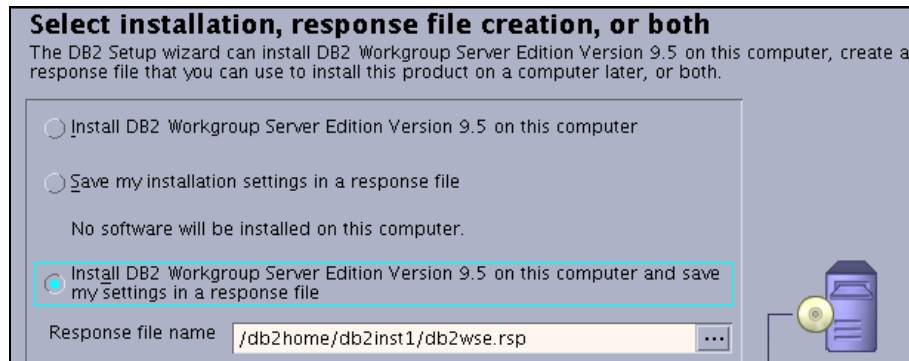 Select installation, response file creation, or both
The DB2 Setup wizard can install DB2 Workgroup Server Edition Version 9.5 on this computer, create a
response file that you can use to install this product on a computer later, or both.
Install DB2 Workgroup Server Edition Version 9.5 on this computer
Save my installation settings in a response file
No software will be installed on this computer.
Install DB2 Workgroup Server Edition Version 9.5 on this computer and save
my settings in a response file
Response file name /db2home/db2inst1/db2wse.rsp ...